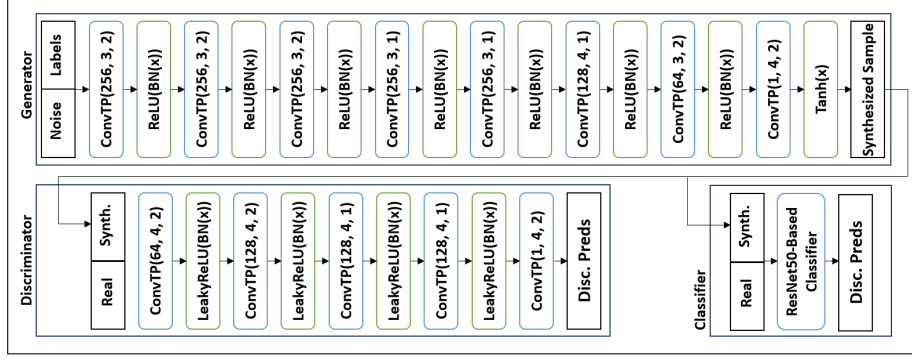 Generator
Noise
Labels
ConvTP(256, 3, 2)
ReLU(BN(x))
ConvTP(256, 3, 2)
ReLU(BN(x))
ConvTP(256, 3, 2)
ReLU(BN(x))
ConvTP(256, 3, 1)
ReLU(BN(x))
ConvTP(256, 3, 1)
ReLU(BN(x))
ConvTP(128, 4, 1)
ReLU(BN(x))
ConvTP(64, 3, 2)
ReLU(BN(x))
ConvTP(1, 4, 2)
Tanh(x)
Synthesized Sample
Discriminator
Real
Synth.
ConvTP(64, 4, 2)
LeakyReLU(BN(x))
ConvTP(128, 4, 2)
LeakyReLU(BN(x))
ConvTP(128, 4, 1)
LeakyReLU(BN(x))
ConvTP(128, 4, 1)
LeakyReLU(BN(x))
ConvTP(1, 4, 2)
Disc. Preds
Classifier
Real
Synth.
ResNet50-Based
Classifier
Disc. Preds